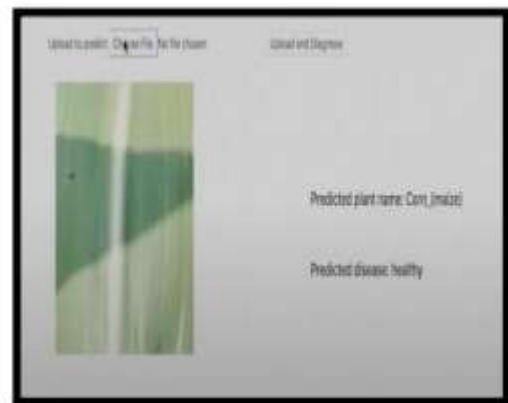 Upload to predict: Choose File No file chosen
Upload and Diagnose
Predicted plant name: Corn_(maize)
Predicted disease: healthy